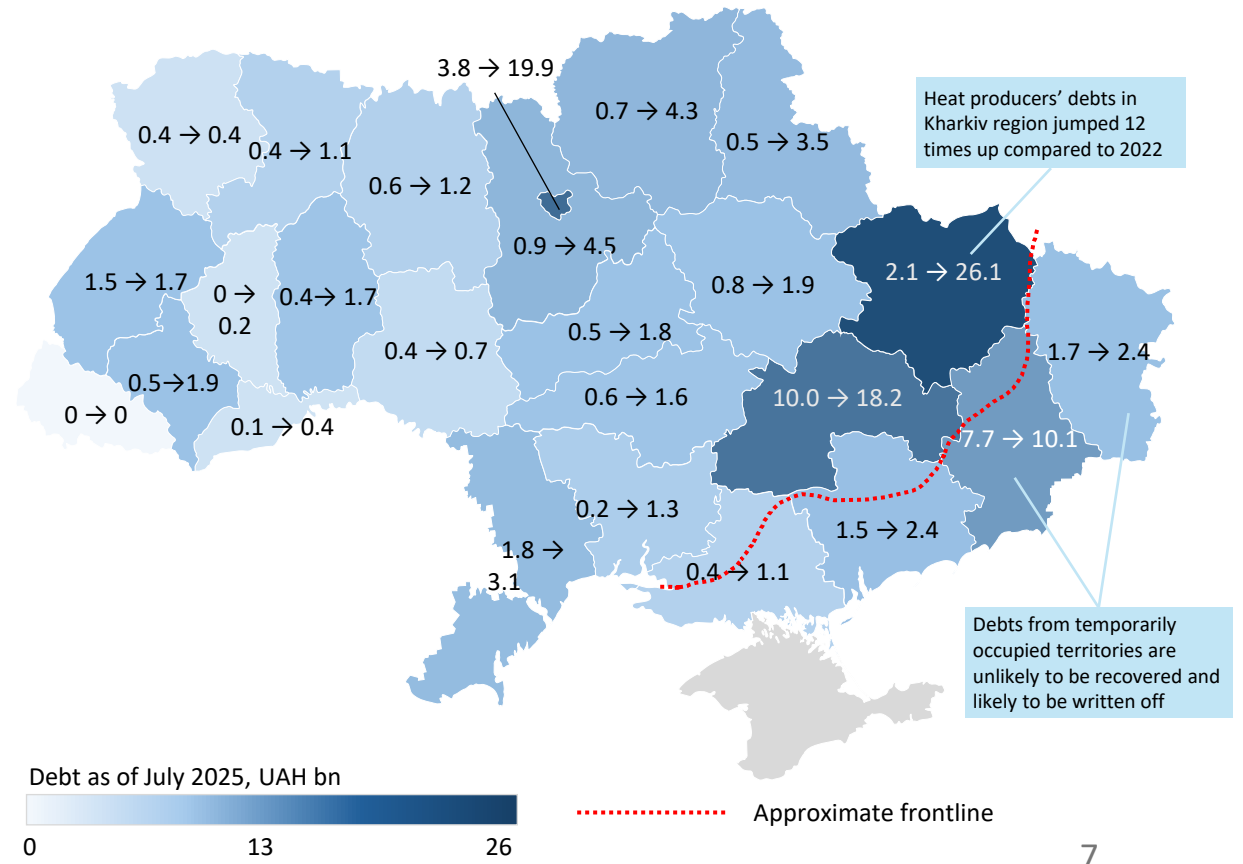 3.8 → 19.9
0.7 → 4.3
Heat producers’ debts in
Kharkiv region jumped 12
times up compared to 2022
0.4 → 0.4
0.4 → 1.1
0.5 → 3.5
0.6 → 1.2
0.9 → 4.5
2.1 → 26.1
1.5 → 1.7
0 →
0.2
0.4→ 1.7
0.8 → 1.9
0.5 → 1.8
0.4 → 0.7
1.7 → 2.4
0.5→1.9
0.6 → 1.6
10.0 → 18.2
0 → 0
0.1 → 0.4
7.7 → 10.1
0.2 → 1.3
1.5 → 2.4
1.8 →
3.1
0.4 → 1.1
Debts from temporarily
occupied territories are
unlikely to be recovered and
likely to be written off
Debt as of July 2025, UAH bn
0
13
26
Approximate frontline
7